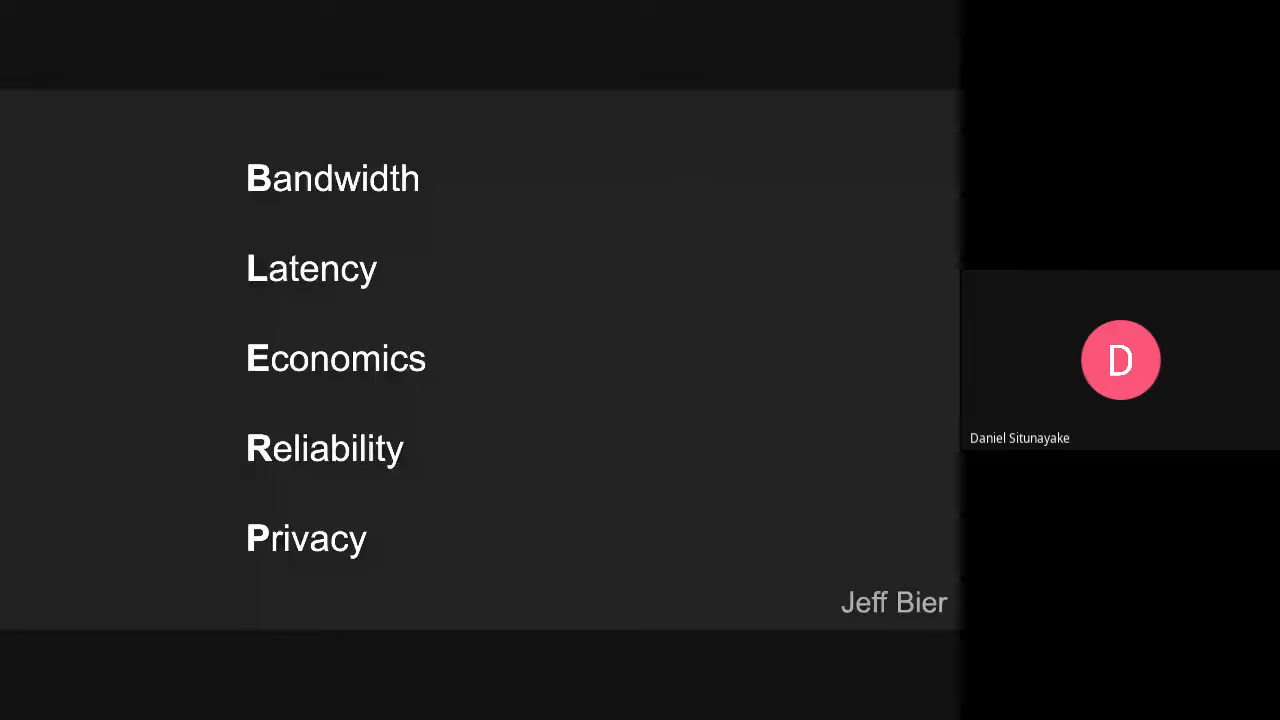 Bandwidth
Latency
Economics
Reliability
Privacy
Jeff Bier
D
Daniel Situnayake